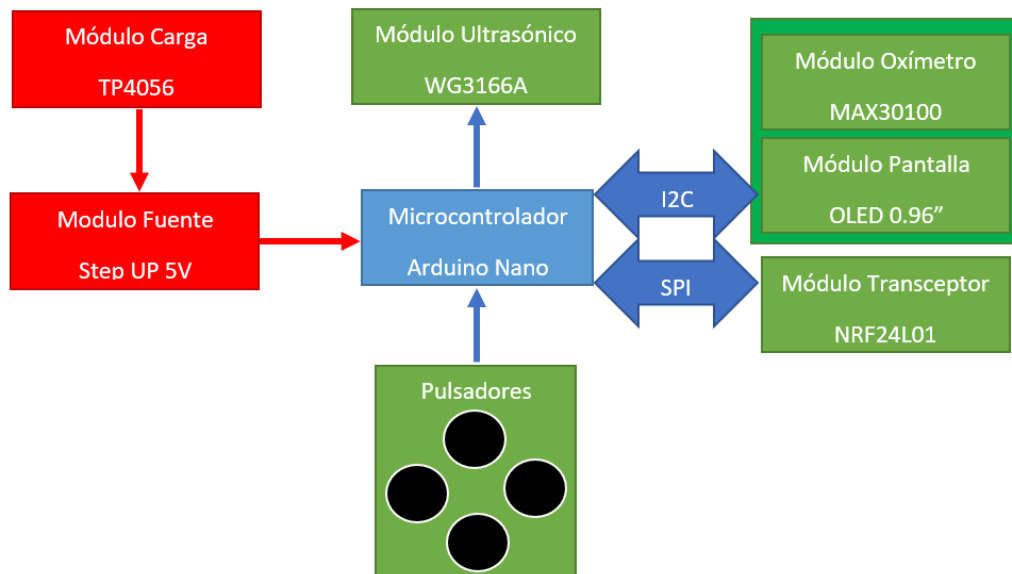 Módulo Carga
TP4056
Módulo Ultrasónico
WG3166A
Módulo Oxímetro
MAX30100
Módulo Pantalla
OLED 0.96”
Modulo Fuente
Step UP 5V
Microcontrolador
Arduino Nano
I2C
SPI
Módulo Transceptor
NRF24L01
Pulsadores